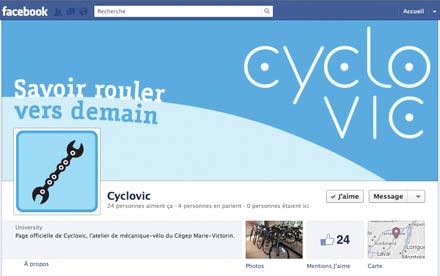 facebook
Recherche
Accueil
Savoir rouler
vers demain
cyclo
vic
Cyclovic
24 personnes aiment ça · 4 personnes en parlent · 0 personnes étaient ici
J'aime
Message
University
Page officielle de Cyclovic, l'atelier de mécanique-vélo du Cégep Marie-Victorin.
24
À propos
Photos
Mentions J'aime
Carte